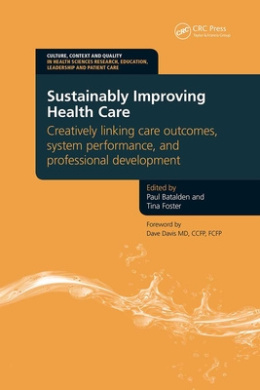 CRC Press
Taylor & Francis Group
CULTURE, CONTEXT AND QUALITY
IN HEALTH SCIENCES RESEARCH, EDUCATION,
LEADERSHIP AND PATIENT CARE
Sustainably Improving
Health Care
Creatively linking care outcomes,
system performance, and
professional development
Edited by
Paul Batalden and
Tina Foster
Foreword by
Dave Davis MD, CCFP, FCFP